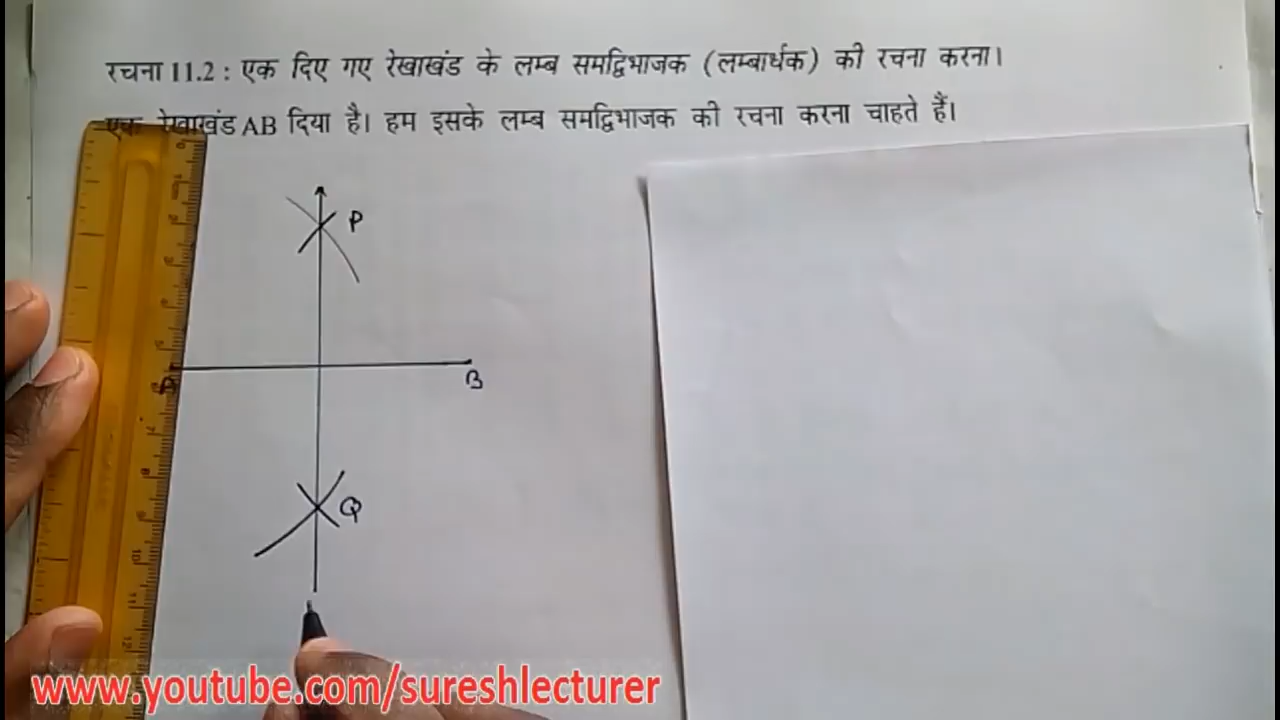 रचना 11.2 : एक दिए गए रेखाखंड के लम्ब समद्विभाजक (लम्बार्धक) की रचना करना।
एक रेखाखंड AB दिया है। हम इसके लम्ब समद्विभाजक की रचना करना चाहते हैं।
P
A B
Q
www.youtube.com/sureshlecturer